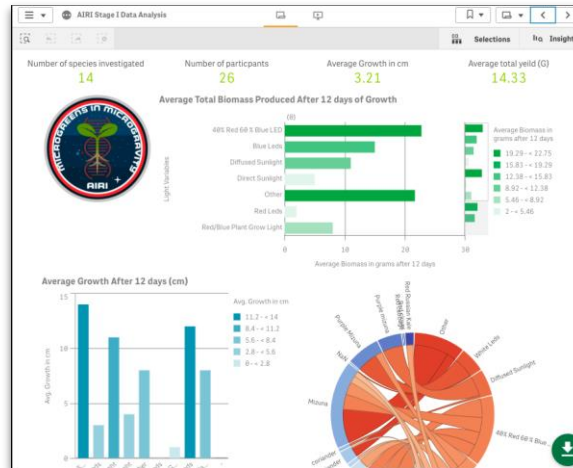 AIRI Stage I Data Analysis
Selections
Insight
Number of species investigated
14
Number of particpants
26
Average Growth in cm
3.21
Average total yeild (G)
14.33
MICROGREENS IN MICROGRAVITY
AIRI
Average Total Biomass Produced After 12 days of Growth
(8)
Light Variables
40% Red 60% Blue LED
Blue Leds
Diffused Sunlight
Direct Sunlight
Other
Red Leds
Red/Blue Plant Grow Light
0
10
20
30
Average Biomass in grams after 12 days
Average Biomass in
grams after 12 days
19.29 - < 22.75
15.83 - < 19.29
12.38 - < 15.83
8.92 - < 12.38
5.46 - < 8.92
2 - < 5.46
Average Growth After 12 days (cm)
15
10
5
0
Avg. Growth in cm
Avg. Growth in cm
11.2 - < 14
8.4 - < 11.2
5.6 - < 8.4
2.8 - < 5.6
0 - < 2.8
Red Russian Kale
Purple mizuna
Purple Mizuna
NaN
Mizuna
Coriander
Other
White Leds
Diffused Sunlight
40% Red 60% Blue ...